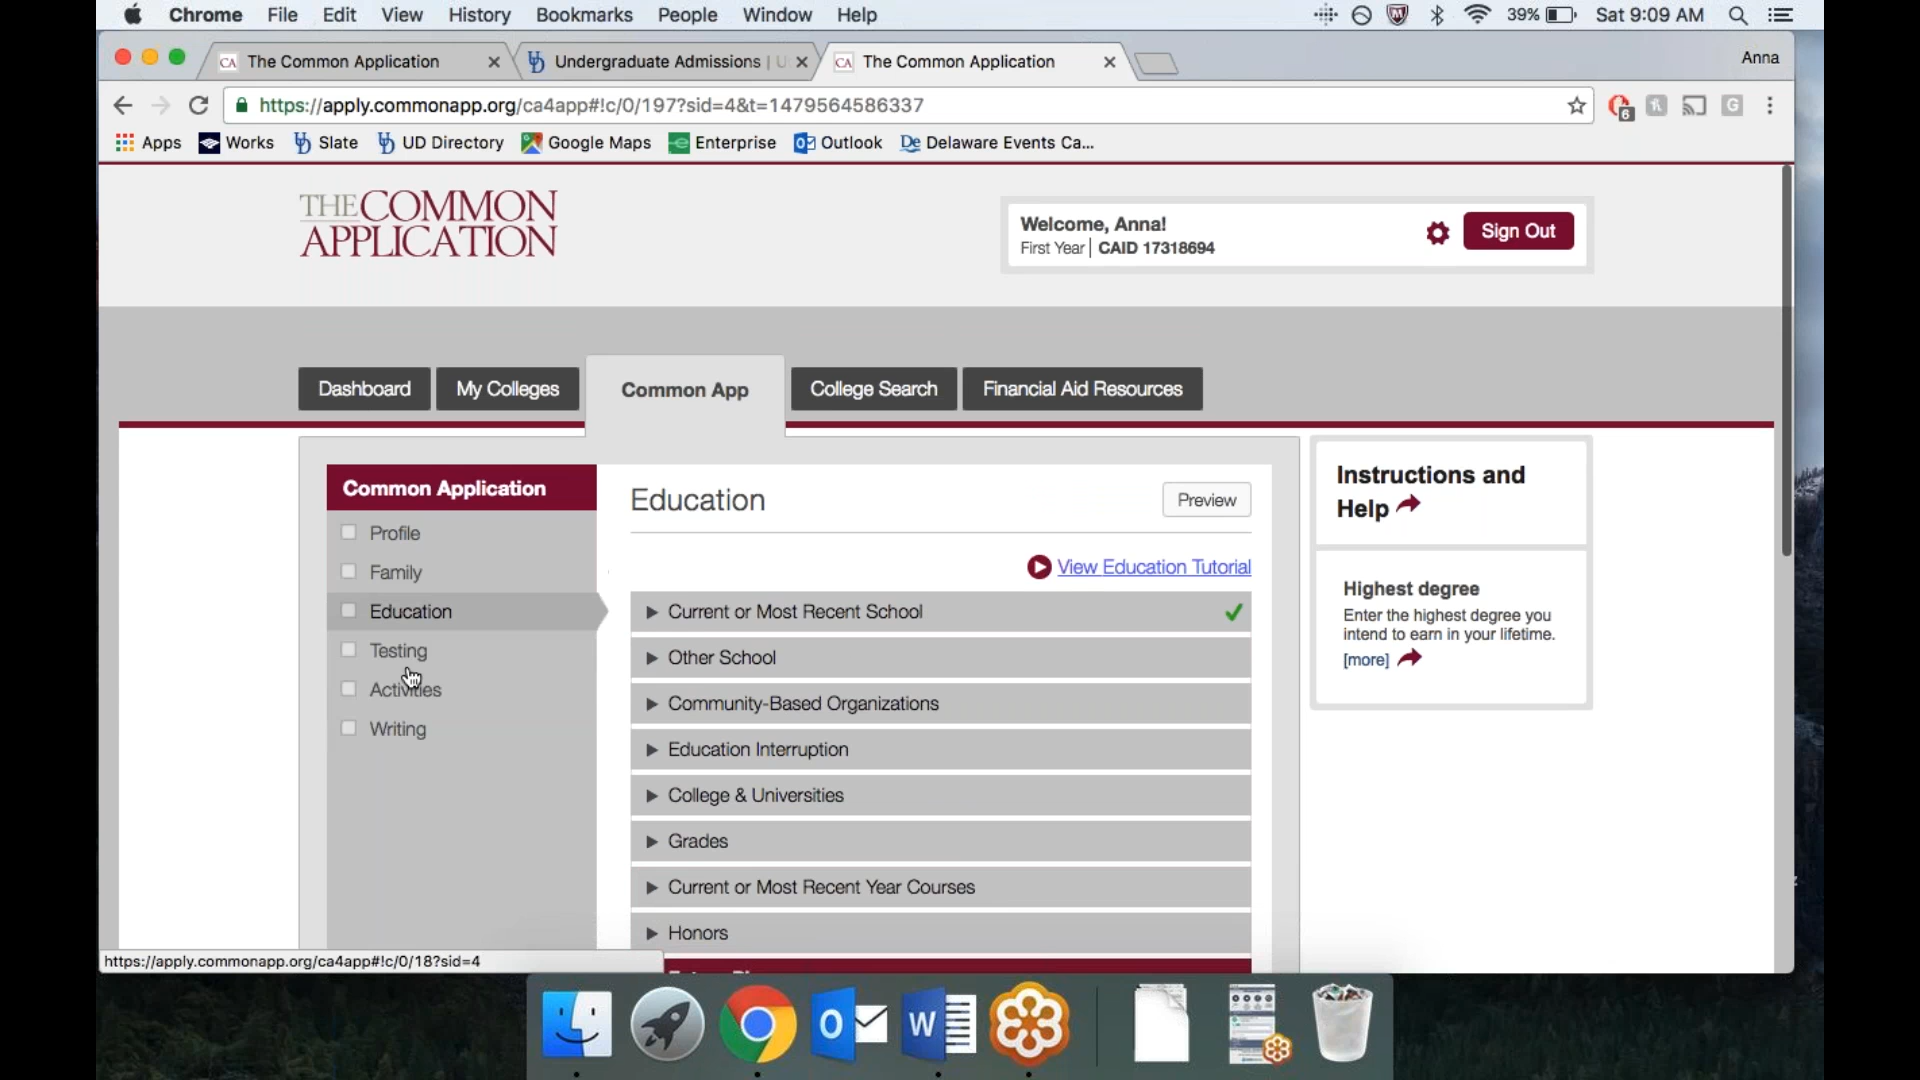 Chrome File Edit View History Bookmarks People Window Help 39% Sat 9:09 AM
The Common Application Undergraduate Admissions | U The Common Application Anna
https://apply.commonapp.org/ca4app#!c/0/197?sid=4&t=1479564586337
Apps Works Slate UD Directory Google Maps Enterprise Outlook Delaware Events Ca...
THE COMMON
APPLICATION
Welcome, Anna!
First Year | CAID 17318694
Sign Out
Dashboard My Colleges Common App College Search Financial Aid Resources
Common Application
Profile
Family
Education
Testing
Activities
Writing
Education
Preview
View Education Tutorial
Current or Most Recent School
Other School
Community-Based Organizations
Education Interruption
College & Universities
Grades
Current or Most Recent Year Courses
Honors
Instructions and
Help
Highest degree
Enter the highest degree you
intend to earn in your lifetime.
[more]
https://apply.commonapp.org/ca4app#!c/0/18?sid=4